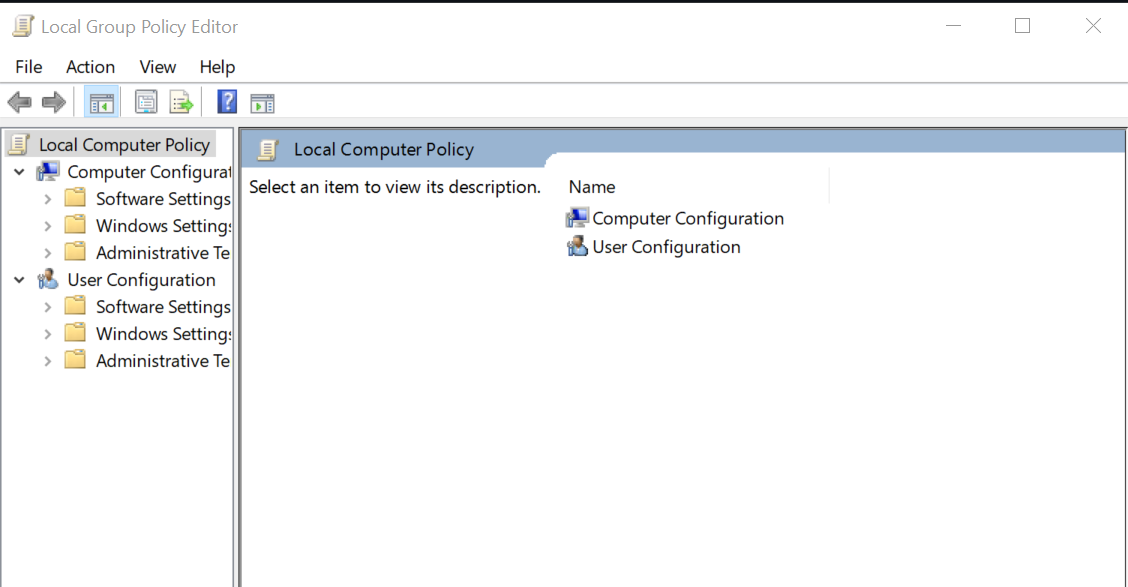 Local Group Policy Editor
File Action View Help
Local Computer Policy
Computer Configurat
Software Settings
Windows Settings
Administrative Te
User Configuration
Software Settings
Windows Settings
Administrative Te
Local Computer Policy
Select an item to view its description.
Name
Computer Configuration
User Configuration